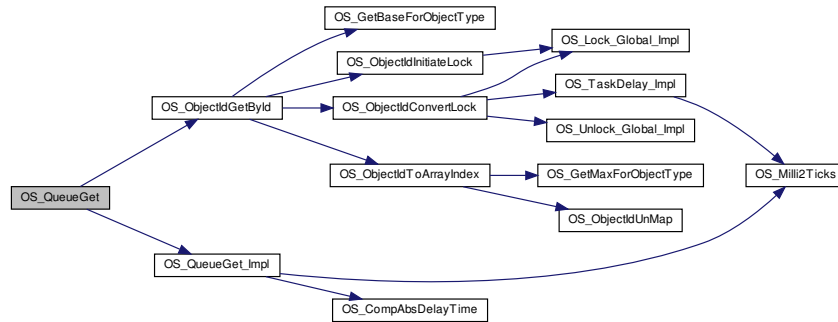 OS_GetBaseForObjectType
OS_Lock_Global_Impl
OS_ObjectIdInitiateLock
OS_TaskDelay_Impl
OS_ObjectIdGetById
OS_ObjectIdConvertLock
OS_Unlock_Global_Impl
OS_ObjectIdToArrayIndex
OS_GetMaxForObjectType
OS_Milli2Ticks
OS_QueueGet
OS_ObjectIdUnMap
OS_QueueGet_Impl
OS_CompAbsDelayTime